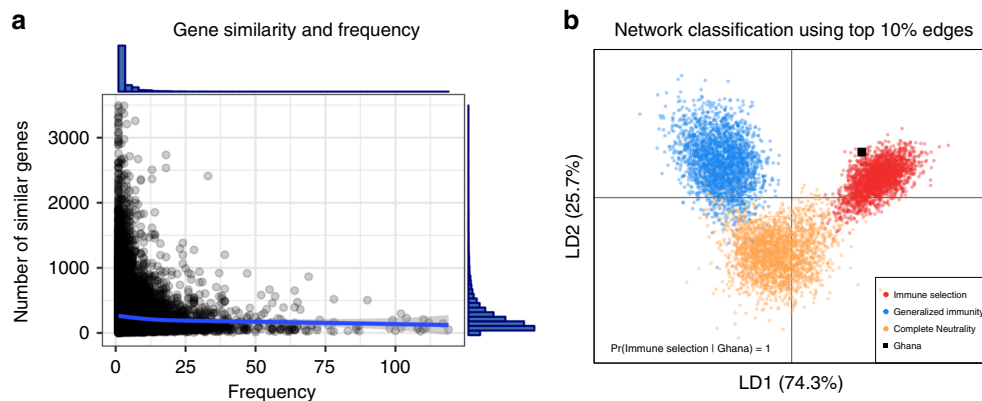 a
Gene similarity and frequency
Number of similar genes
3000
2000
1000
0
0 25 50 75 100
Frequency
b
Network classification using top 10% edges
LD2 (25.7%)
Immune selection
Generalized immunity
Complete Neutrality
Ghana
Pr(Immune selection | Ghana) = 1
LD1 (74.3%)